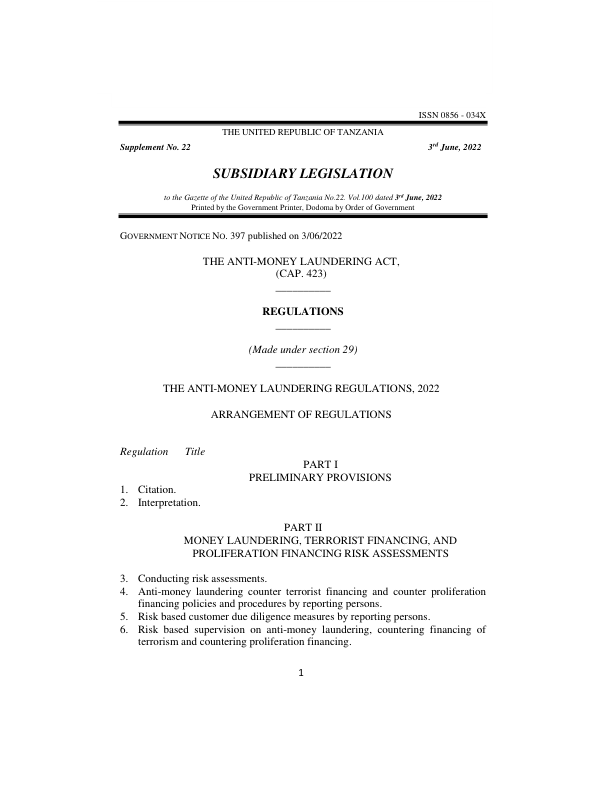 ISSN 0856 - 034X
THE UNITED REPUBLIC OF TANZANIA
Supplement No. 22 3rd June, 2022
SUBSIDIARY LEGISLATION
to the Gazette of the United Republic of Tanzania No.22. Vol.100 dated 3rd June, 2022
Printed by the Government Printer, Dodoma by Order of Government
GOVERNMENT NOTICE NO. 397 published on 3/06/2022
THE ANTI-MONEY LAUNDERING ACT,
(CAP. 423)
__________
REGULATIONS
__________
(Made under section 29)
__________
THE ANTI-MONEY LAUNDERING REGULATIONS, 2022
ARRANGEMENT OF REGULATIONS
Regulation Title
PART I
PRELIMINARY PROVISIONS
1. Citation.
2. Interpretation.
PART II
MONEY LAUNDERING, TERRORIST FINANCING, AND
PROLIFERATION FINANCING RISK ASSESSMENTS
3. Conducting risk assessments.
4. Anti-money laundering counter terrorist financing and counter proliferation
financing policies and procedures by reporting persons.
5. Risk based customer due diligence measures by reporting persons.
6. Risk based supervision on anti-money laundering, countering financing of
terrorism and countering proliferation financing.
1